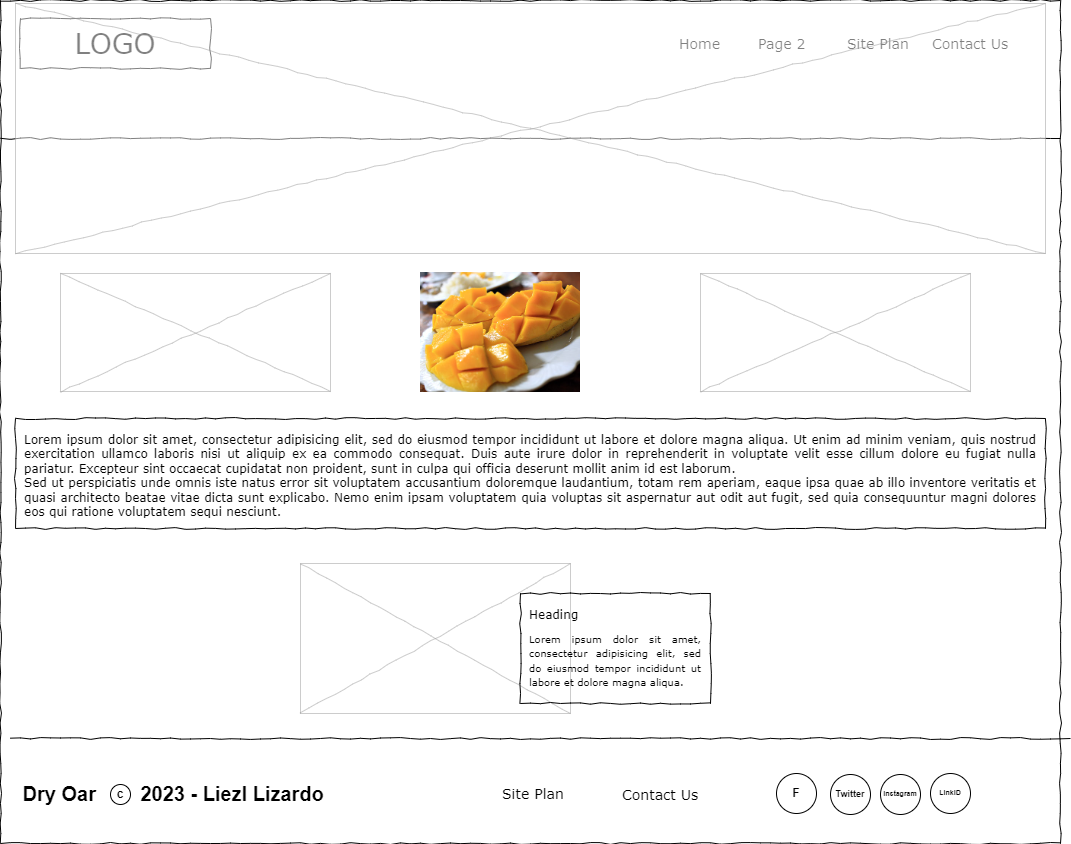 LOGO
Home Page 2 Site Plan Contact Us
Lorem ipsum dolor sit amet, consectetur adipisicing elit, sed do eiusmod tempor incididunt ut labore et dolore magna aliqua. Ut enim ad minim veniam, quis nostrud
exercitation ullamco laboris nisi ut aliquip ex ea commodo consequat. Duis aute irure dolor in reprehenderit in voluptate velit esse cillum dolore eu fugiat nulla
pariatur. Excepteur sint occaecat cupidatat non proident, sunt in culpa qui officia deserunt mollit anim id est laborum.
Sed ut perspiciatis unde omnis iste natus error sit voluptatem accusantium doloremque laudantium, totam rem aperiam, eaque ipsa quae ab illo inventore veritatis et
quasi architecto beatae vitae dicta sunt explicabo. Nemo enim ipsam voluptatem quia voluptas sit aspernatur aut odit aut fugit, sed quia consequuntur magni dolores
eos qui ratione voluptatem sequi nesciunt.
Heading
Lorem ipsum dolor sit amet,
consectetur adipisicing elit, sed
do eiusmod tempor incididunt ut
labore et dolore magna aliqua.
Dry Oar c 2023 - Liezl Lizardo
Site Plan Contact Us
F Twitter Instagram LinkID